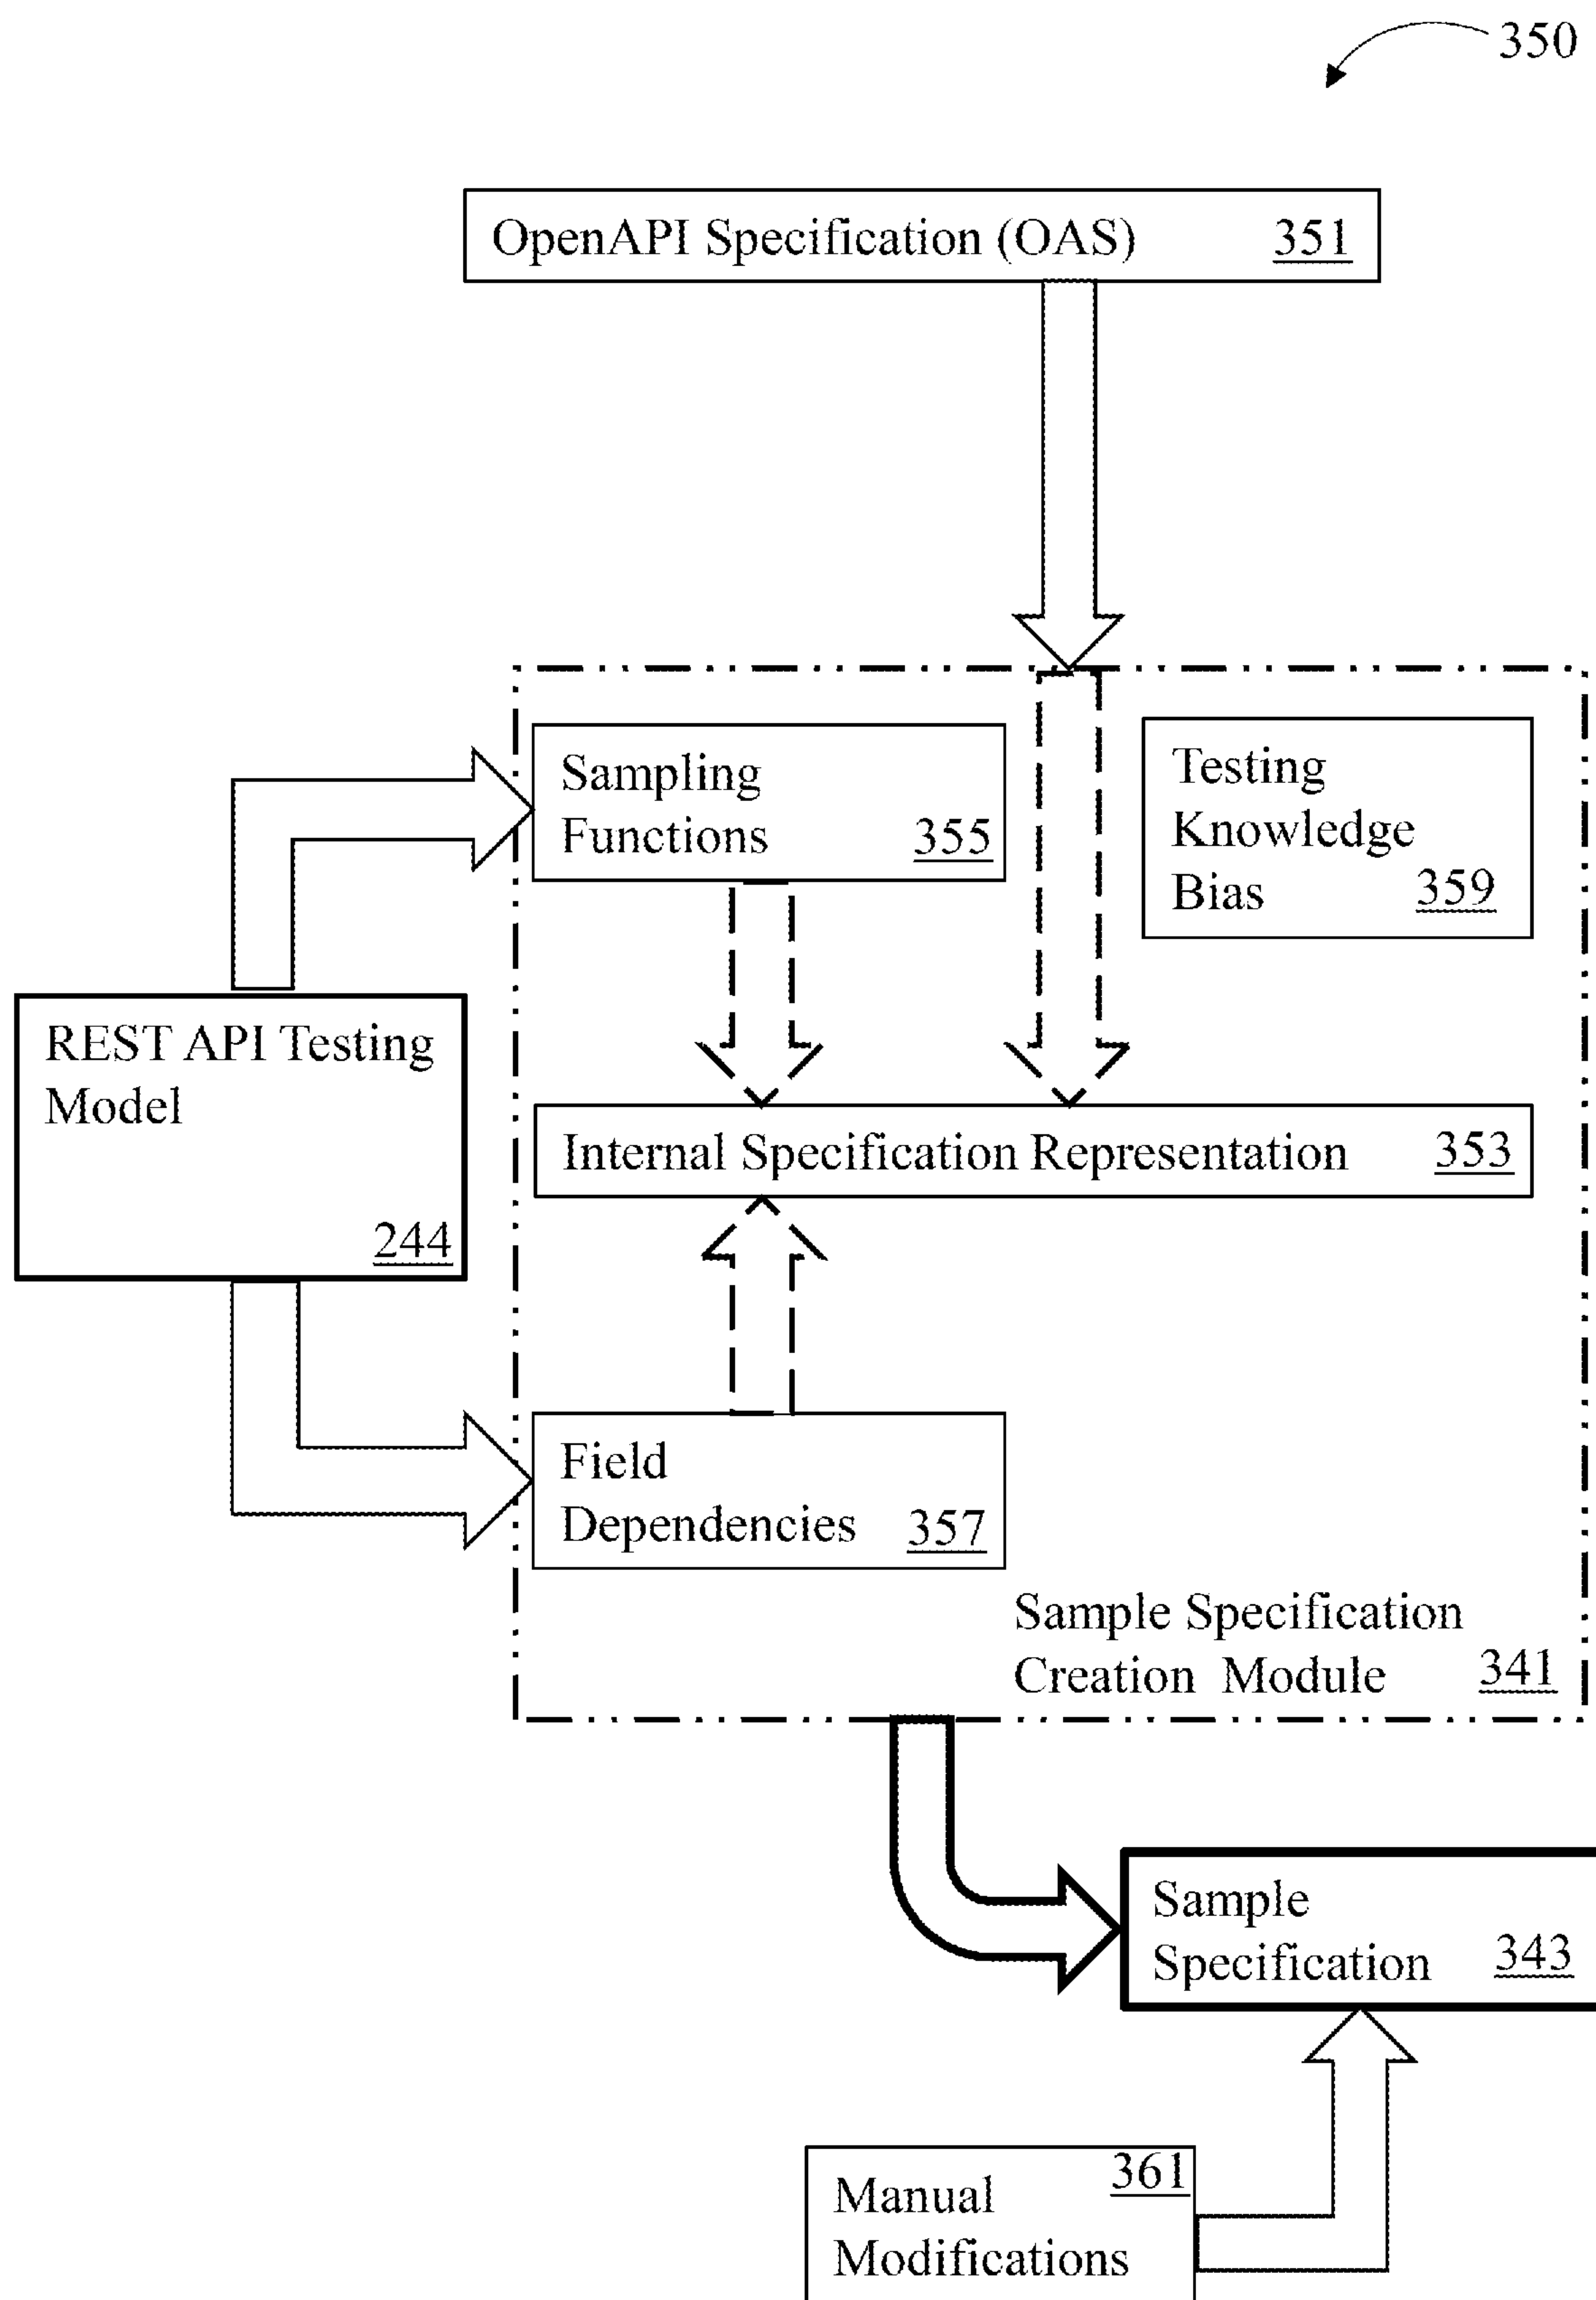 350
OpenAPI Specification (OAS) 351
Sampling
Functions 355
Testing
Knowledge
Bias 359
REST API Testing
Model
244
Internal Specification Representation 353
Field
Dependencies 357
Sample Specification
Creation Module 341
Sample
Specification 343
361
Manual
Modifications